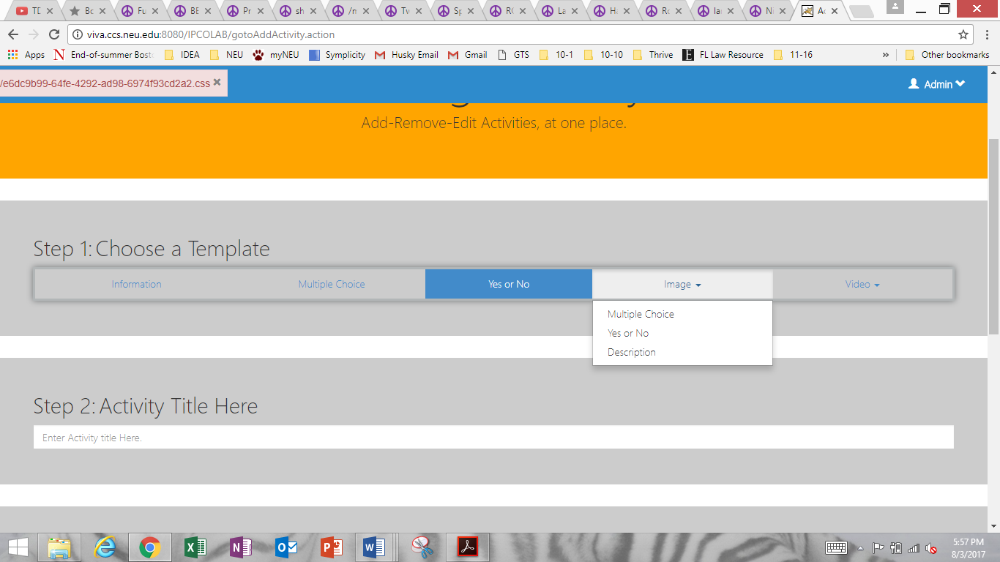 TD Bo Fu BE Pr sh /n Tw Sp RO La Ha Ro Iac Ni Ac
viva.ccs.neu.edu:8080/IPCOLAB/gotoAddActivity.action
Apps End-of-summer Bost IDEA NEU myNEU Symplicity Husky Email Gmail GTS 10-1 10-10 Thrive FL Law Resource 11-16 » Other bookmarks
/e6dc9b99-64fe-4292-ad98-6974f93cd2a2.css ×
Admin
Add-Remove-Edit Activities, at one place.
Step 1: Choose a Template
Information Multiple Choice Yes or No Image Video
Multiple Choice
Yes or No
Description
Step 2: Activity Title Here
Enter Activity title Here.
5:57 PM
8/3/2017